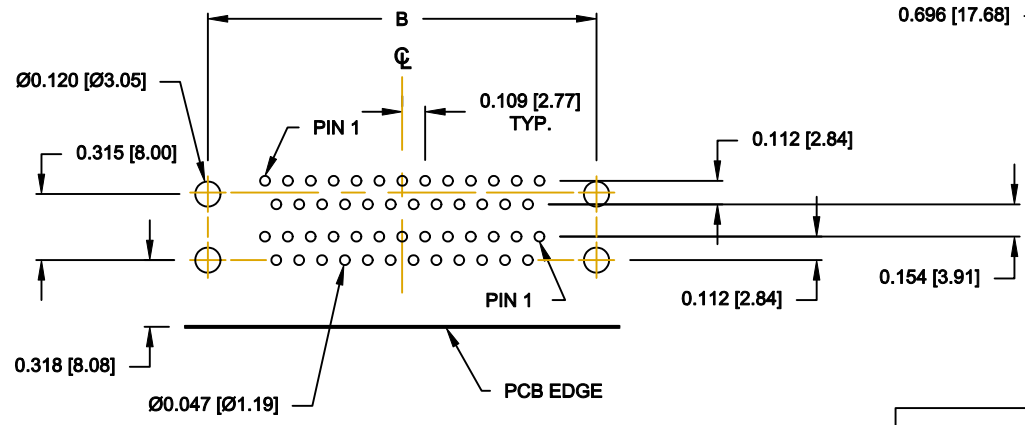 B
0.696 [17.68]
℄
Ø0.120 [Ø3.05]
0.109 [2.77]
TYP.
PIN 1
0.112 [2.84]
0.315 [8.00]
0.154 [3.91]
PIN 1
0.112 [2.84]
0.318 [8.08]
PCB EDGE
Ø0.047 [Ø1.19]